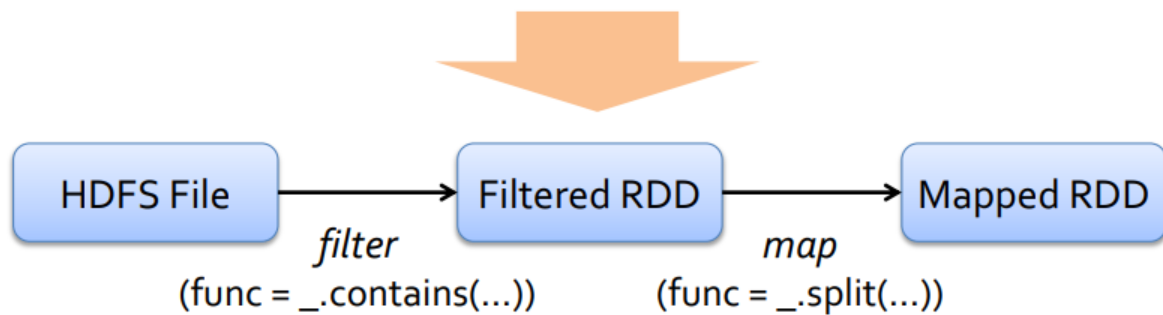 HDFS File
Filtered RDD
Mapped RDD
filter
(func = _.contains(...))
map
(func = _.split(...))